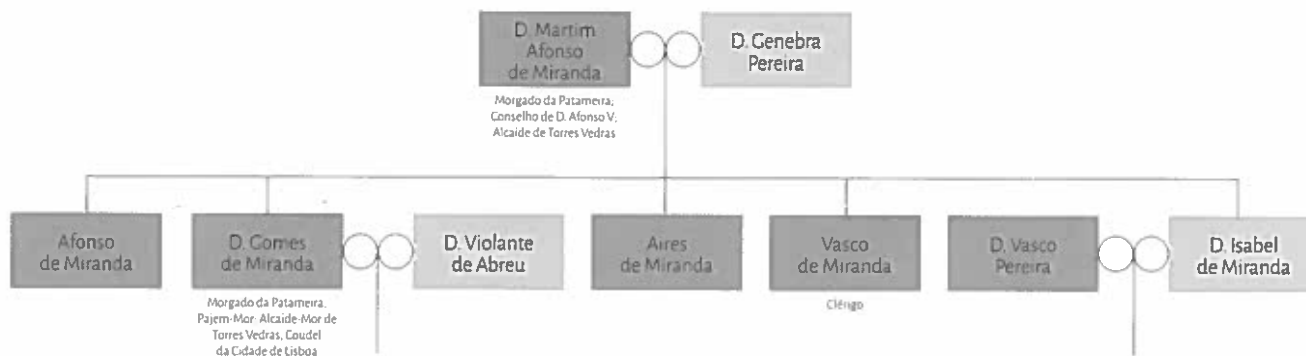 D. Martim
Afonso
de Miranda
D. Genebra
Pereira
Morgado da Patameira;
Conselho de D. Afonso V;
Alcaide de Torres Vedras
Afonso
de Miranda
D. Gomes
de Miranda
D. Violante
de Abreu
Aires
de Miranda
Vasco
de Miranda
D. Vasco
Pereira
D. Isabel
de Miranda
Morgado da Patameira,
Pajem-Mor; Alcaide-Mor de
Torres Vedras, Coudel
da Cidade de Lisboa
Clérigo